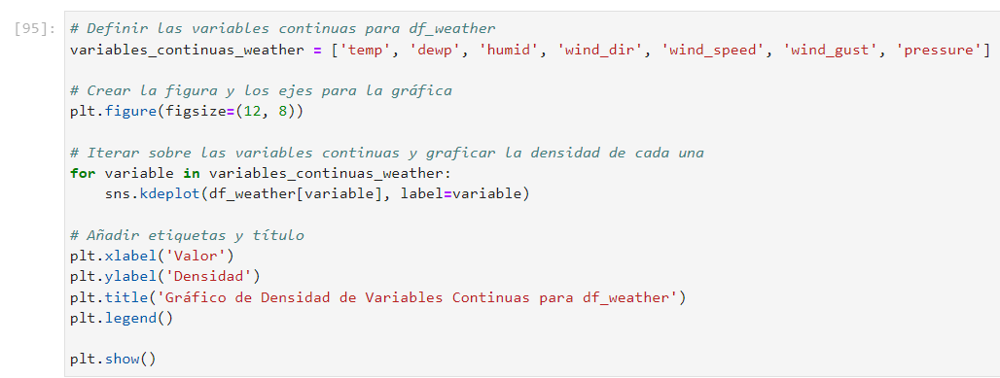 [95]: # Definir las variables continuas para df_weather
variables_continuas_weather = ['temp', 'dewp', 'humid', 'wind_dir', 'wind_speed', 'wind_gust', 'pressure']
# Crear la figura y los ejes para la gráfica
plt.figure(figsize=(12, 8))
# Iterar sobre las variables continuas y graficar la densidad de cada una
for variable in variables_continuas_weather:
    sns.kdeplot(df_weather[variable], label=variable)
# Añadir etiquetas y título
plt.xlabel('Valor')
plt.ylabel('Densidad')
plt.title('Gráfico de Densidad de Variables Continuas para df_weather')
plt.legend()
plt.show()